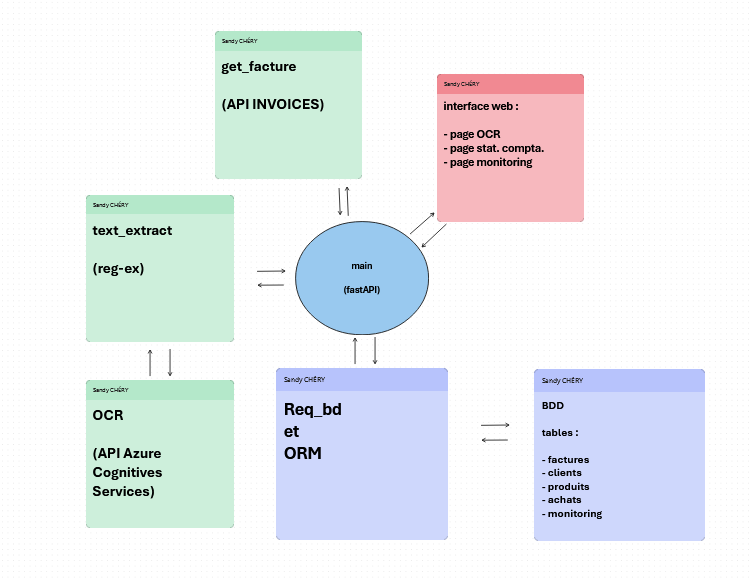 Sandy CHÉRY
get_facture
(API INVOICES)
Sandy CHÉRY
interface web :
- page OCR
- page stat. compta.
- page monitoring
Sandy CHÉRY
text_extract
(reg-ex)
main
(fastAPI)
Sandy CHÉRY
OCR
(API Azure
Cognitives
Services)
Sandy CHÉRY
Req_bd
et
ORM
Sandy CHÉRY
BDD
tables :
- factures
- clients
- produits
- achats
- monitoring